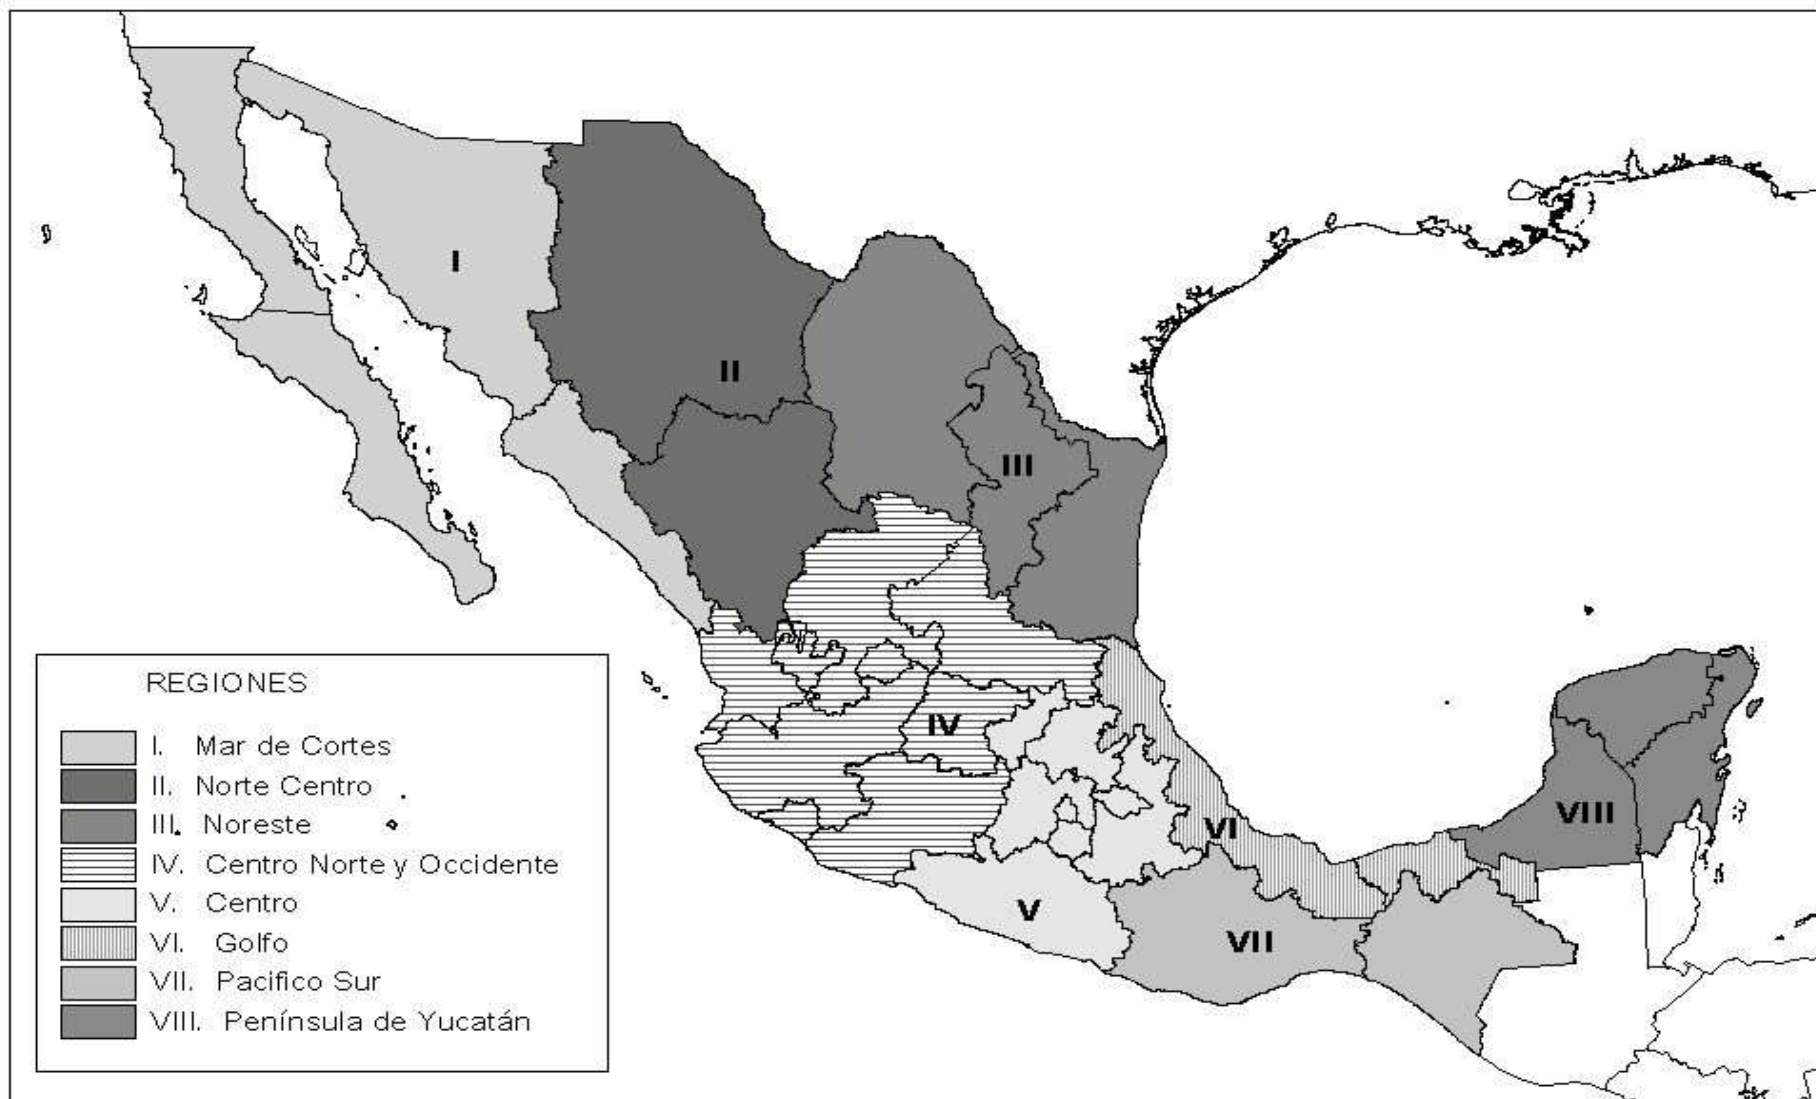 I
II
III
IV
V
VI
VII
VIII
REGIONES
I. Mar de Cortes
II. Norte Centro
III. Noreste
IV. Centro Norte y Occidente
V. Centro
VI. Golfo
VII. Pacifico Sur
VIII. Península de Yucatán